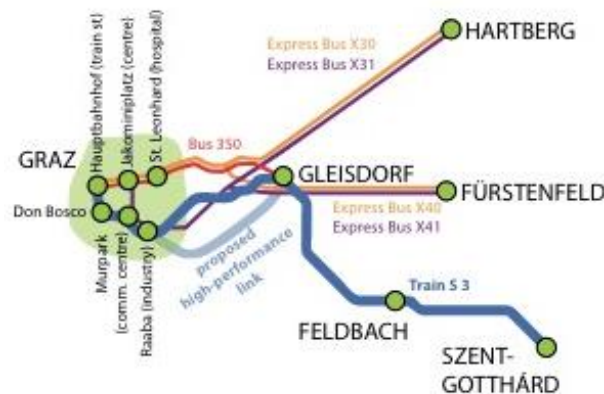 Hauptbahnhof (train st)
Jakominiplatz (centre)
St. Leonhard (hospital)
GRAZ
Don Bosco
Murpark
(comm. centre)
Raaba (industry)
Bus 350
Express Bus X30
Express Bus X31
HARTBERG
GLEISDORF
FÜRSTENFELD
Express Bus X40
Express Bus X41
proposed
high-performance
link
Train S 3
FELDBACH
SZENT-
GOTTHÁRD